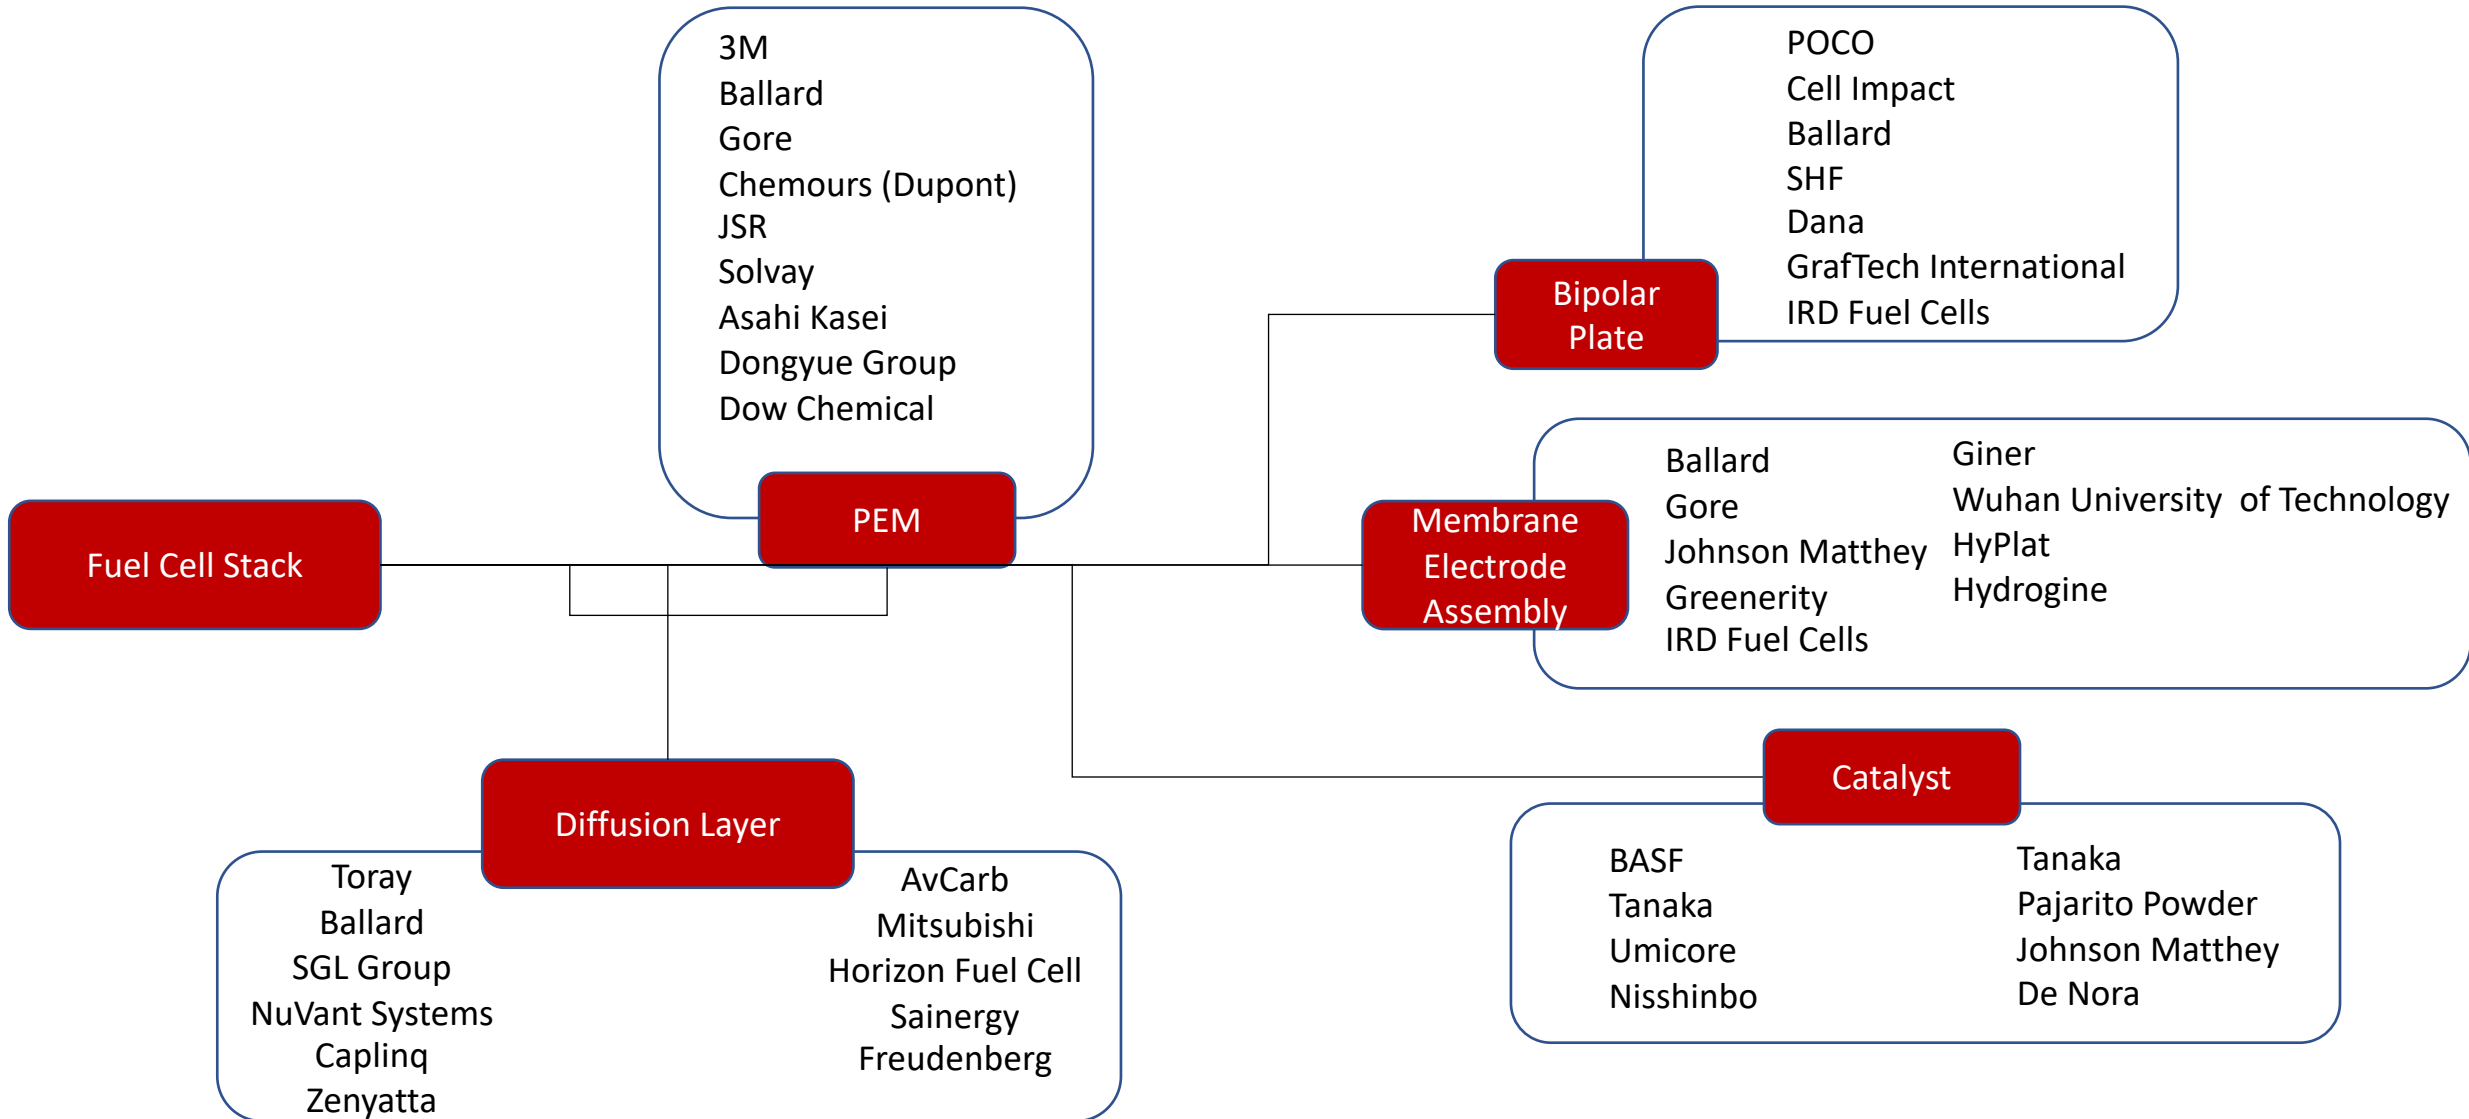 3M
Ballard
Gore
Chemours (Dupont)
JSR
Solvay
Asahi Kasei
Dongyue Group
Dow Chemical
PEM
POCO
Cell Impact
Ballard
SHF
Dana
GrafTech International
IRD Fuel Cells
Bipolar
Plate
Fuel Cell Stack
Membrane
Electrode
Assembly
Ballard
Gore
Johnson Matthey
Greenerity
IRD Fuel Cells
Giner
Wuhan University  of Technology
HyPlat
Hydrogine
Diffusion Layer
Toray
Ballard
SGL Group
NuVant Systems
Caplinq
Zenyatta
AvCarb
Mitsubishi
Horizon Fuel Cell
Sainergy
Freudenberg
Catalyst
BASF
Tanaka
Umicore
Nisshinbo
Tanaka
Pajarito Powder
Johnson Matthey
De Nora